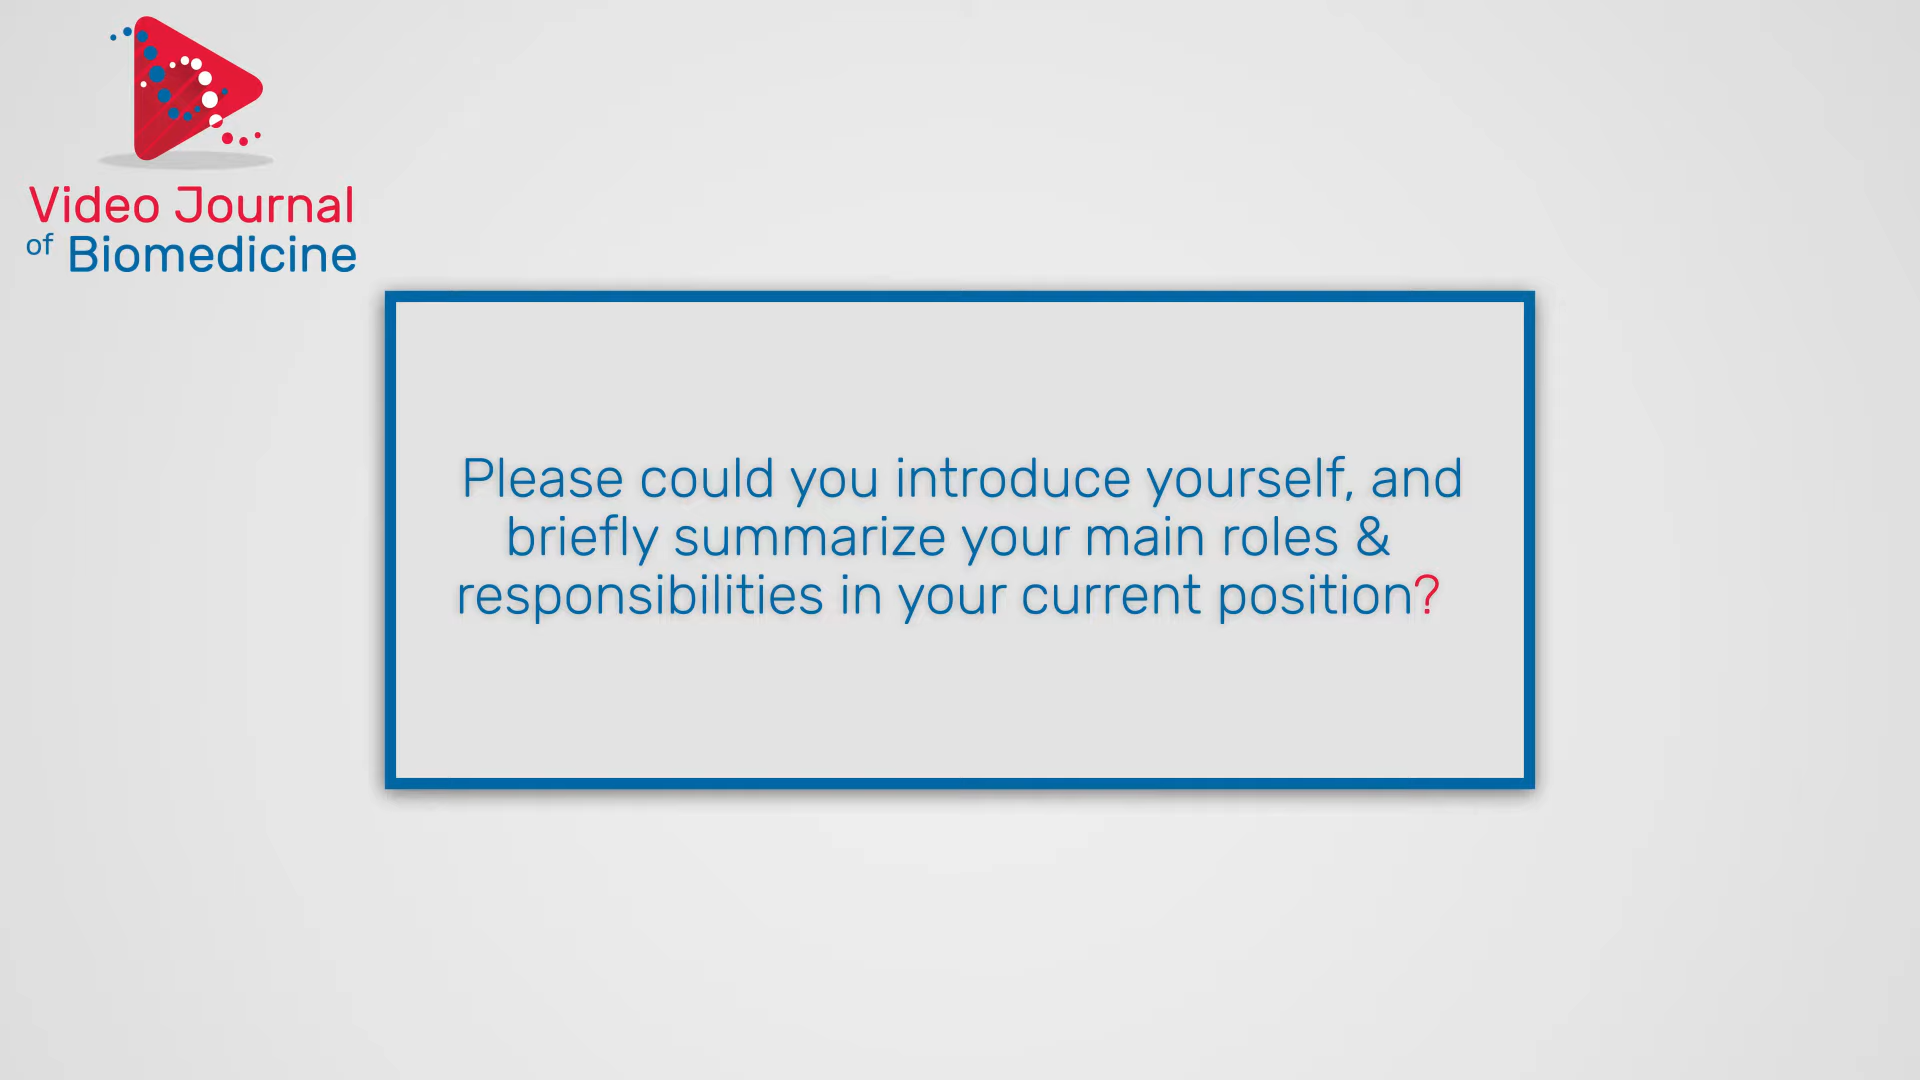 Video Journal
of Biomedicine
Please could you introduce yourself, and
briefly summarize your main roles &
responsibilities in your current position?